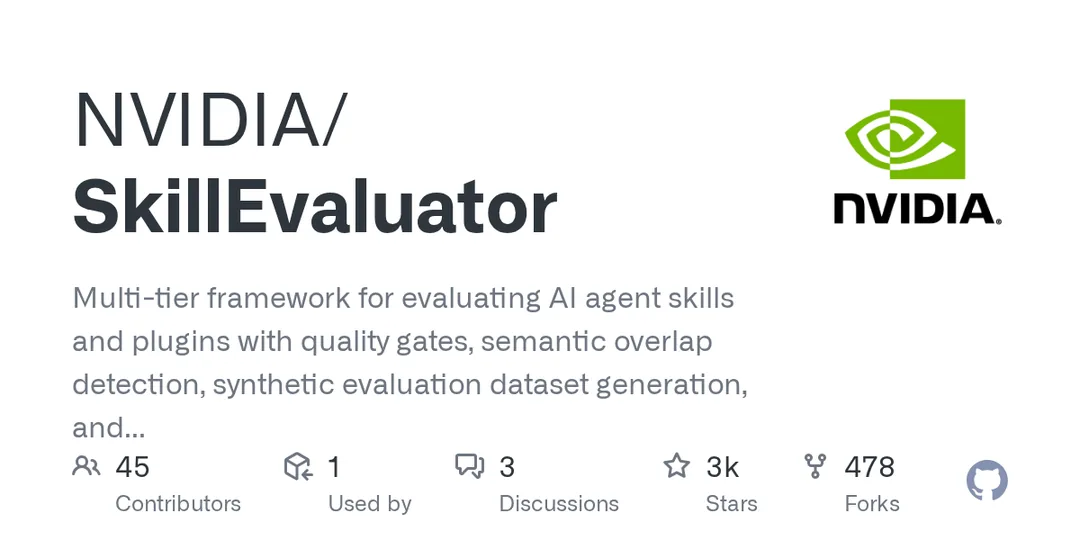 NVIDIA/
SkillEvaluator
NVIDIA®
Multi-tier framework for evaluating AI agent skills
and plugins with quality gates, semantic overlap
detection, synthetic evaluation dataset generation,
and...
45
Contributors
1
Used by
3
Discussions
3k
Stars
478
Forks